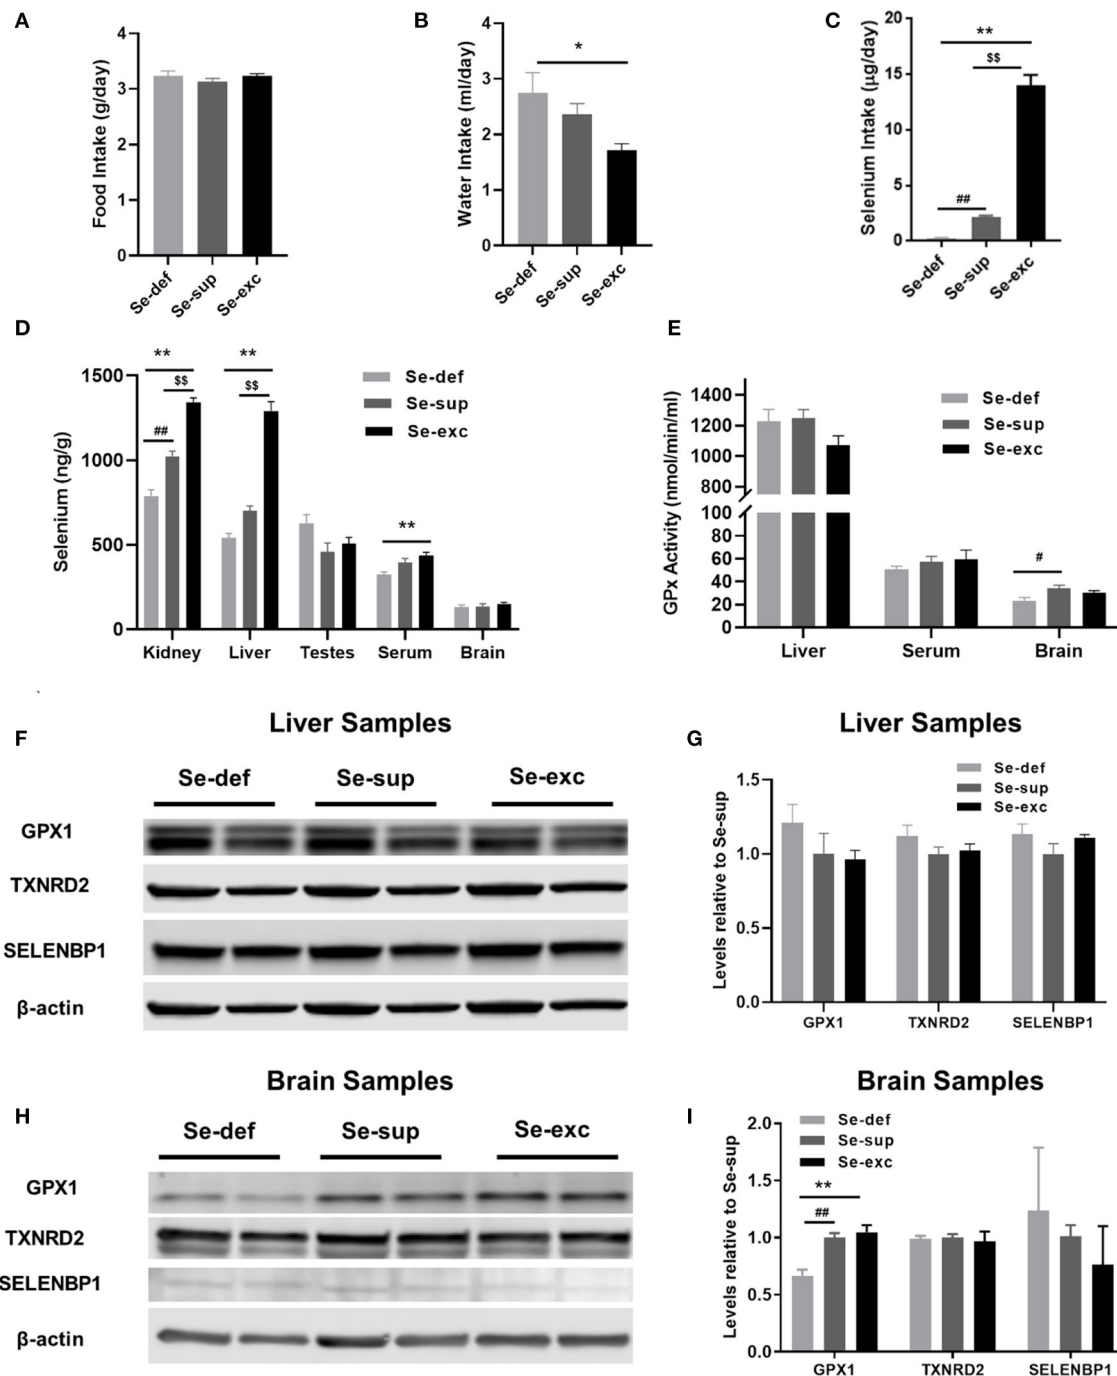 A
Food Intake (g/day)
4
3
2
1
0
Se-def
Se-sup
Se-exc
B
Water Intake (ml/day)
4
3
2
1
0
*
Se-def
Se-sup
Se-exc
C
Selenium Intake (µg/day)
20
15
10
5
0
**
$$
##
Se-def
Se-sup
Se-exc
D
Selenium (ng/g)
1500
1000
500
0
**
$$
##
**
$$
**
Se-def
Se-sup
Se-exc
Kidney Liver Testes Serum Brain
E
GPx Activity (nmol/min/ml)
1400
1200
1000
800
100
80
60
40
20
0
#
Se-def
Se-sup
Se-exc
Liver Serum Brain
Liver Samples
F
Se-def Se-sup Se-exc
GPX1
TXNRD2
SELENBP1
β-actin
Liver Samples
G
Levels relative to Se-sup
1.5
1.0
0.5
0.0
Se-def
Se-sup
Se-exc
GPX1 TXNRD2 SELENBP1
Brain Samples
H
Se-def Se-sup Se-exc
GPX1
TXNRD2
SELENBP1
β-actin
Brain Samples
I
Levels relative to Se-sup
2.0
1.5
1.0
0.5
0.0
Se-def
Se-sup
Se-exc
**
##
GPX1 TXNRD2 SELENBP1